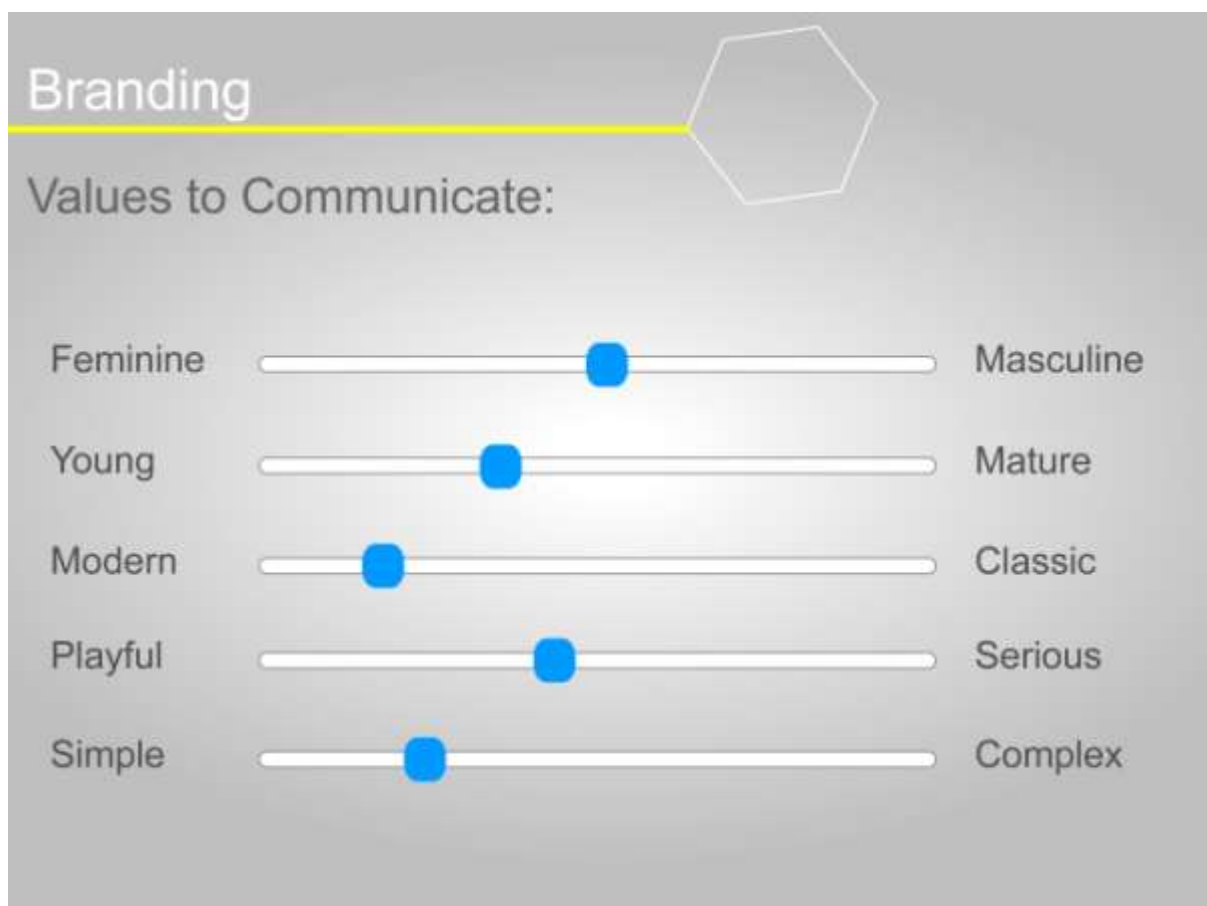 Branding
Values to Communicate:
Feminine Masculine
Young Mature
Modern Classic
Playful Serious
Simple Complex